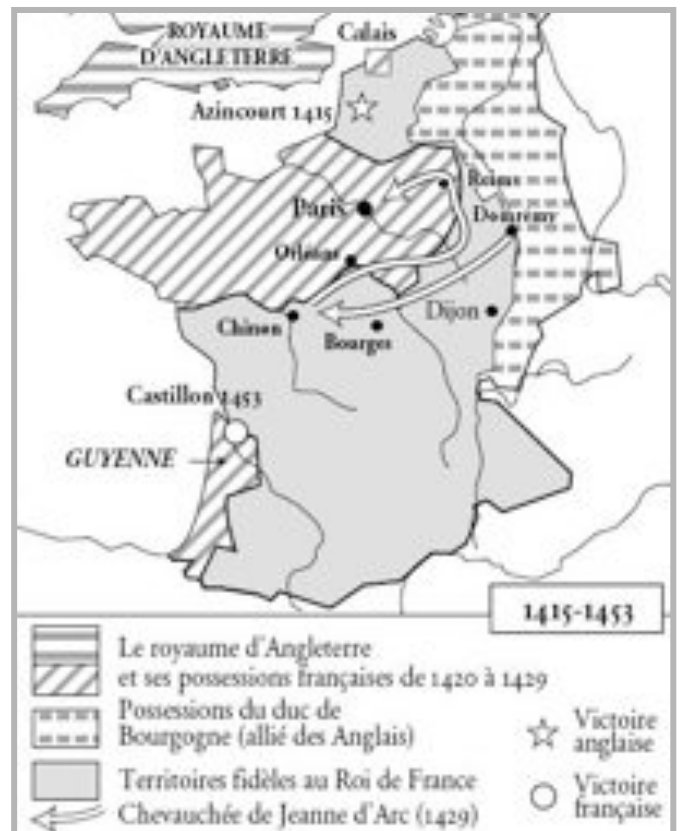 ROYAUME
D'ANGLETERRE
Calais
Azincourt 1415
Reims
Paris
Domrémy
Orléans
Chinon
Bourges
Dijon
Castillon 1453
GUYENNE
1415-1453
Le royaume d'Angleterre
et ses possessions françaises de 1420 à 1429
Possessions du duc de
Bourgogne (allié des Anglais)
Territoires fidèles au Roi de France
Chevauchée de Jeanne d'Arc (1429)
Victoire
anglaise
Victoire
française